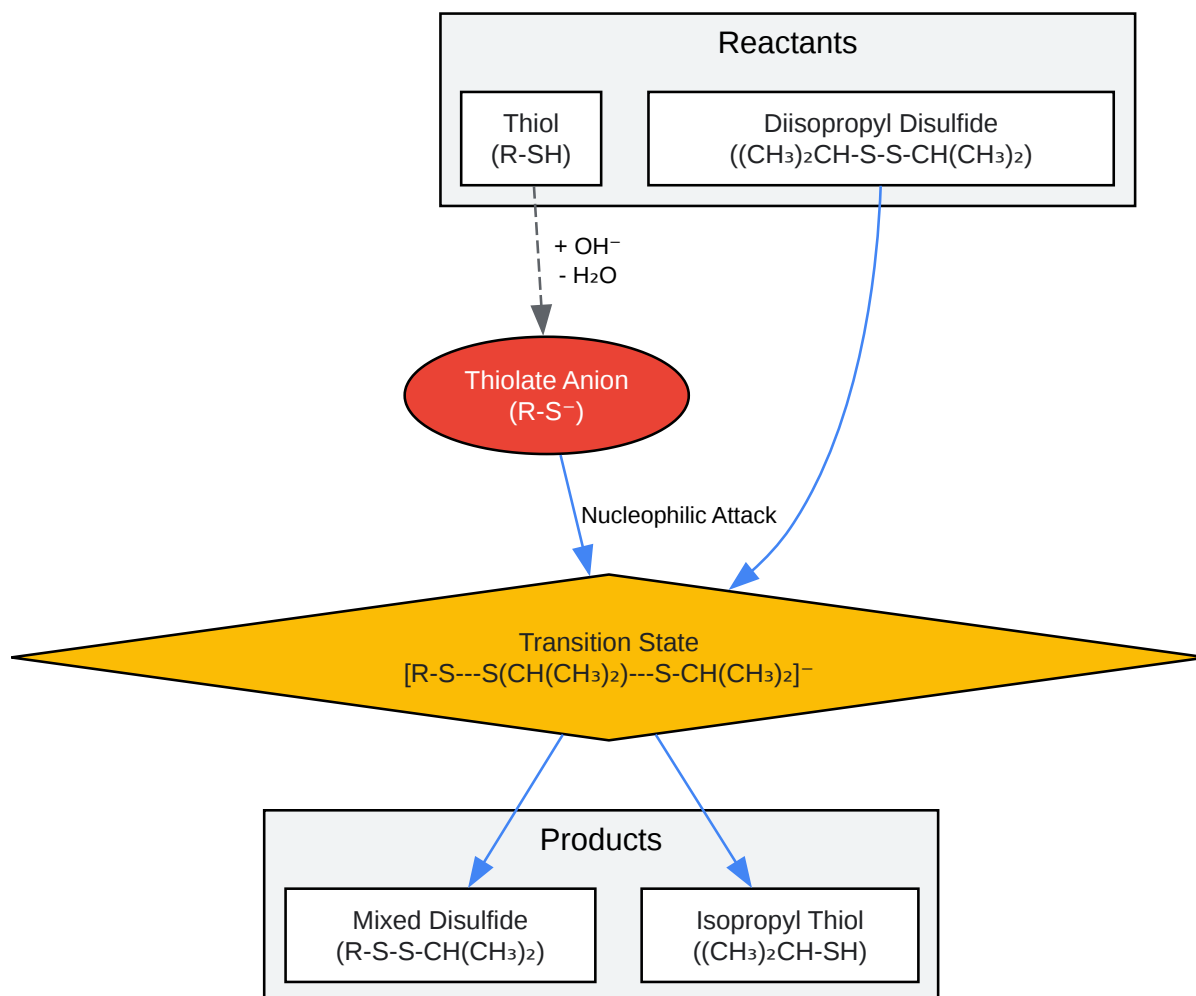 Reactants
Thiol
(R-SH)
Diisopropyl Disulfide
((CH₃)₂CH-S-S-CH(CH₃)₂)
+ OH⁻
- H₂O
Thiolate Anion
(R-S⁻)
Nucleophilic Attack
Transition State
[R-S---S(CH(CH₃)₂)---S-CH(CH₃)₂]⁻
Products
Mixed Disulfide
(R-S-S-CH(CH₃)₂)
Isopropyl Thiol
((CH₃)₂CH-SH)